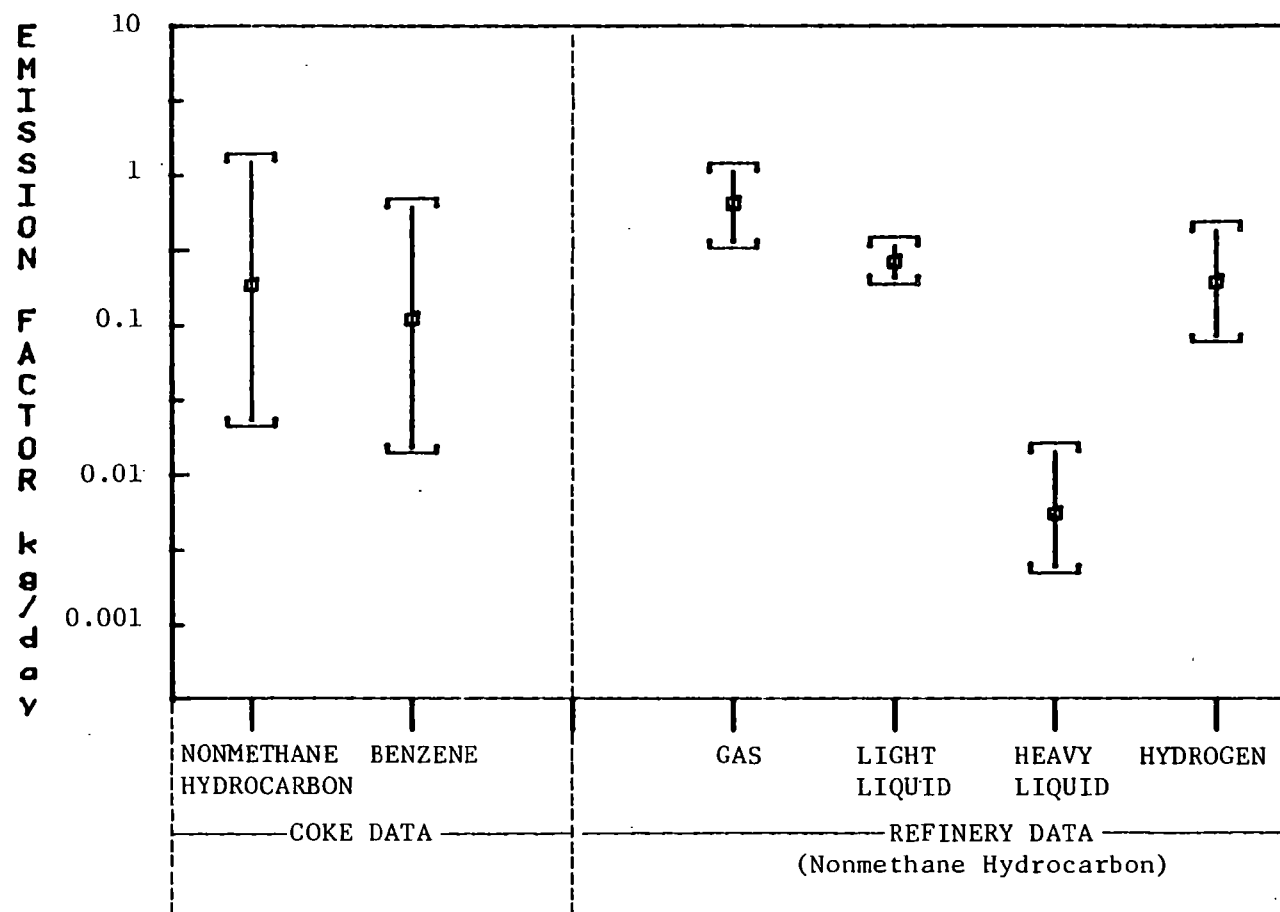 EMISSION FACTOR kg/day
10
1
0.1
0.01
0.001
NONMETHANE HYDROCARBON
BENZENE
GAS
LIGHT LIQUID
HEAVY LIQUID
HYDROGEN
COKE DATA
REFINERY DATA
(Nonmethane Hydrocarbon)